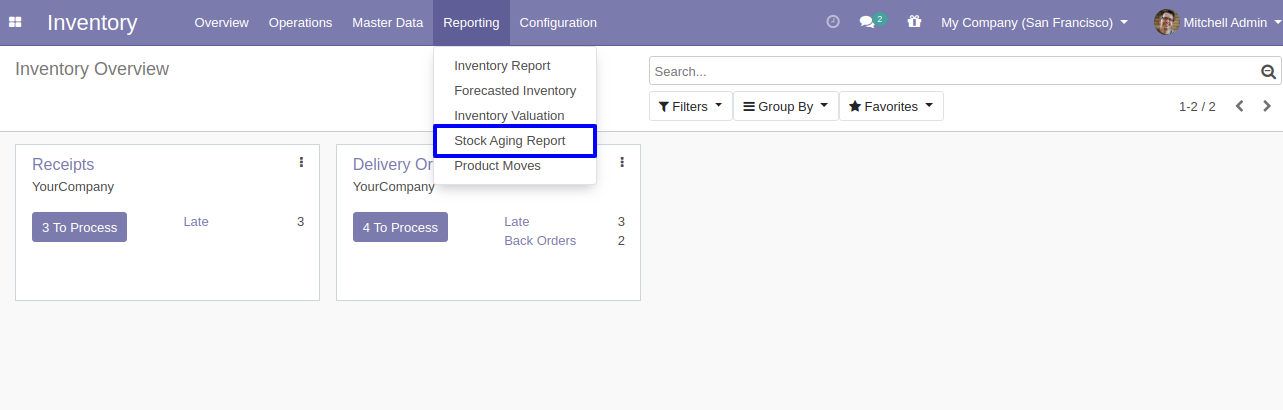 Inventory Overview Operations Master Data Reporting Configuration 2 My Company (San Francisco) Mitchell Admin
Inventory Overview
Search...
Filters Group By Favorites 1-2 / 2
Inventory Report
Forecasted Inventory
Inventory Valuation
Stock Aging Report
Product Moves
Receipts
YourCompany
3 To Process Late 3
Delivery Or
YourCompany
4 To Process Late 3
Back Orders 2